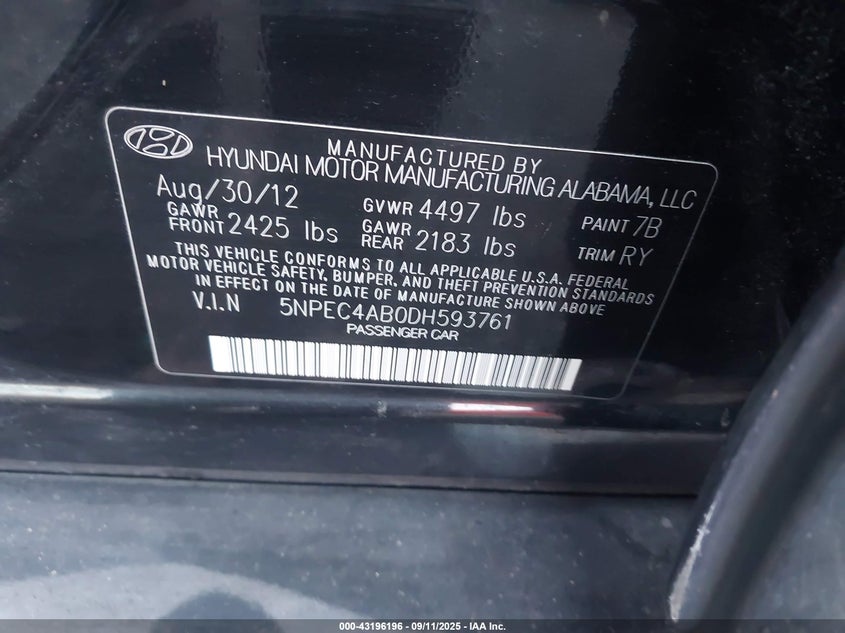 MANUFACTURED BY
HYUNDAI MOTOR MANUFACTURING ALABAMA, LLC
Aug/30/12 GVWR 4497 lbs PAINT 7B
GAWR FRONT 2425 lbs GAWR REAR 2183 lbs TRIM RY
THIS VEHICLE CONFORMS TO ALL APPLICABLE U.S.A. FEDERAL
MOTOR VEHICLE SAFETY, BUMPER, AND THEFT PREVENTION STANDARDS
IN EFFECT ON THE DATE OF MANUFACTURE SHOWN ABOVE
V.I.N 5NPEC4AB0DH593761
PASSENGER CAR
000-43196196 - 09/11/2025 - IAA Inc.